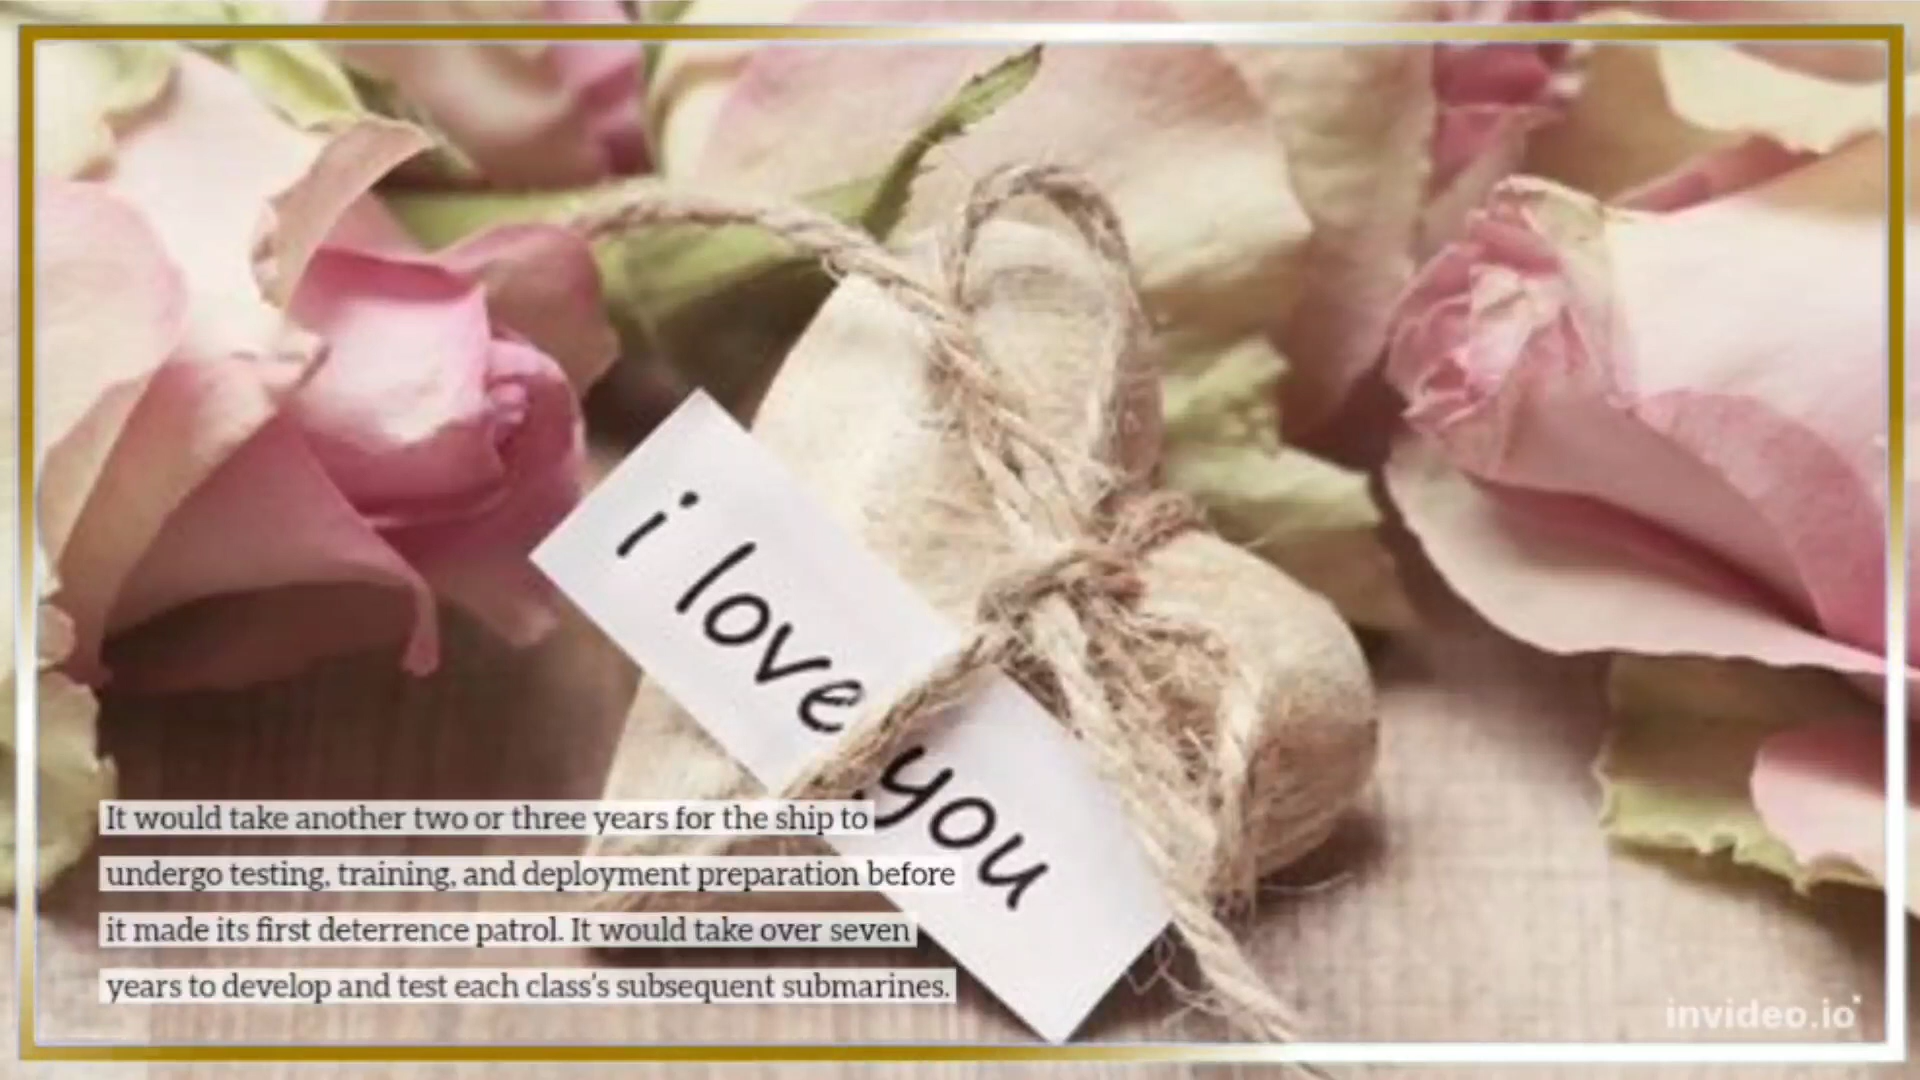 i love you
It would take another two or three years for the ship to
undergo testing, training, and deployment preparation before
it made its first deterrence patrol. It would take over seven
years to develop and test each class's subsequent submarines.
invideo.io